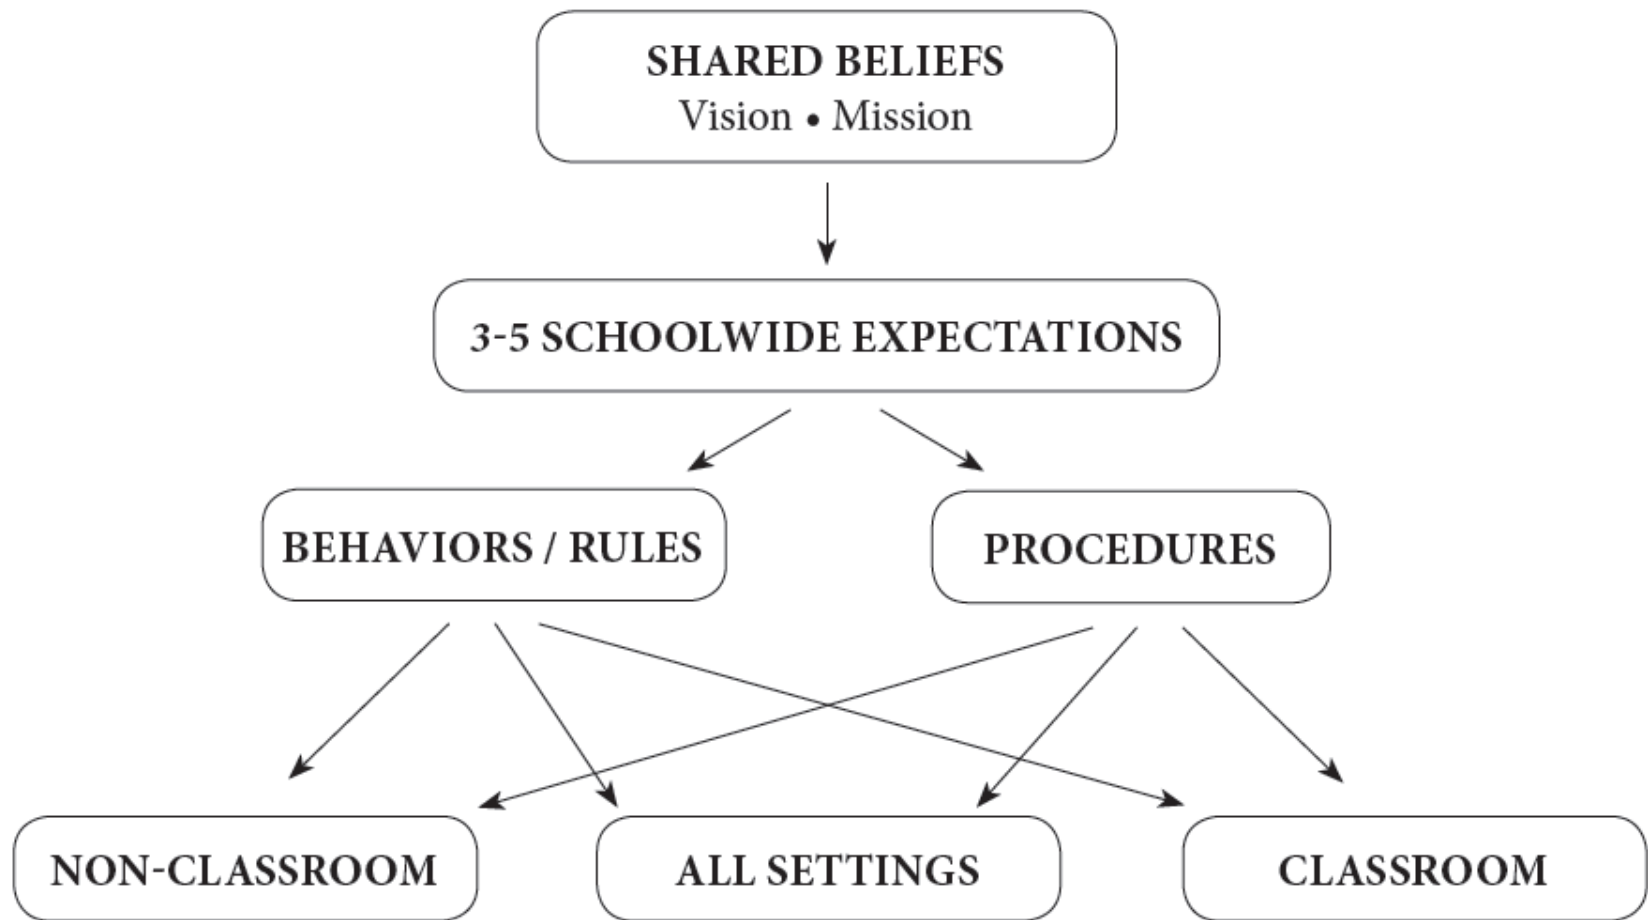 SHARED BELIEFS
Vision • Mission
3-5 SCHOOLWIDE EXPECTATIONS
BEHAVIORS / RULES
PROCEDURES
NON-CLASSROOM
ALL SETTINGS
CLASSROOM